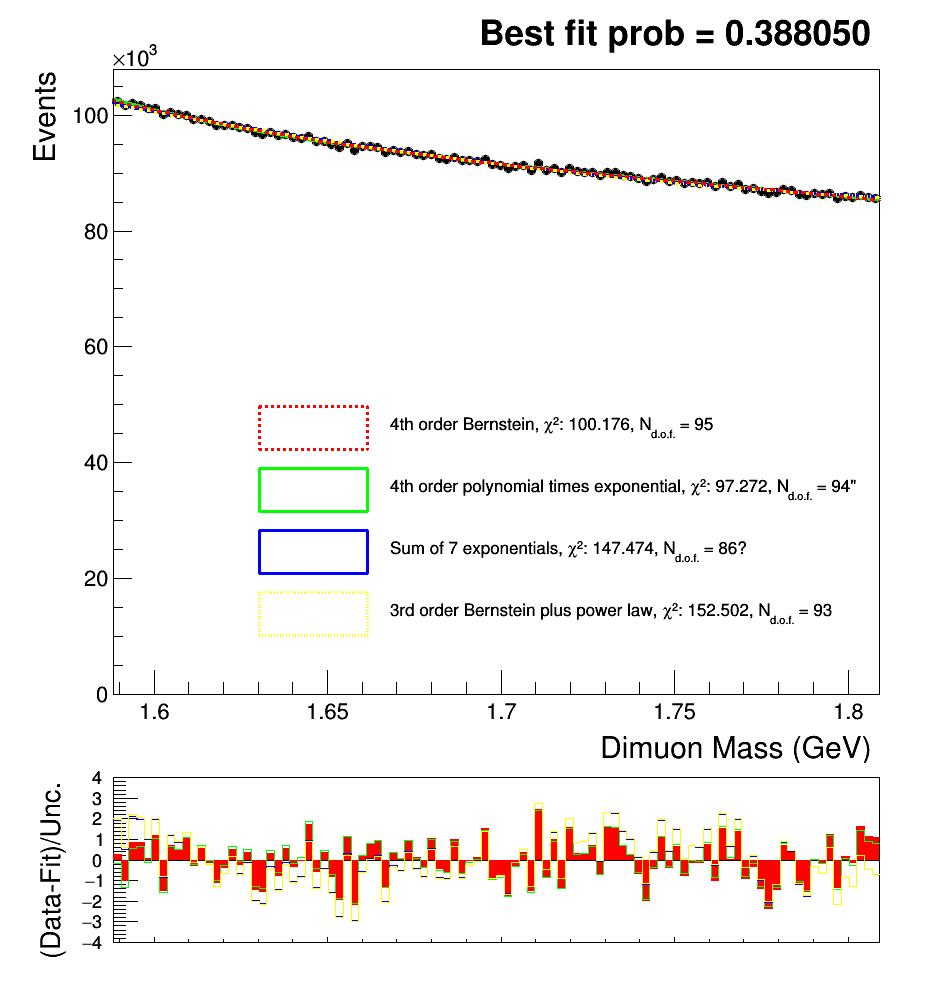 Best fit prob = 0.388050
×10³
Events
100
80
60
40
20
0
4th order Bernstein, χ²: 100.176, N_d.o.f. = 95
4th order polynomial times exponential, χ²: 97.272, N_d.o.f. = 94"
Sum of 7 exponentials, χ²: 147.474, N_d.o.f. = 86?
3rd order Bernstein plus power law, χ²: 152.502, N_d.o.f. = 93
1.6 1.65 1.7 1.75 1.8
Dimuon Mass (GeV)
(Data-Fit)/Unc.
4
3
2
1
0
−1
−2
−3
−4